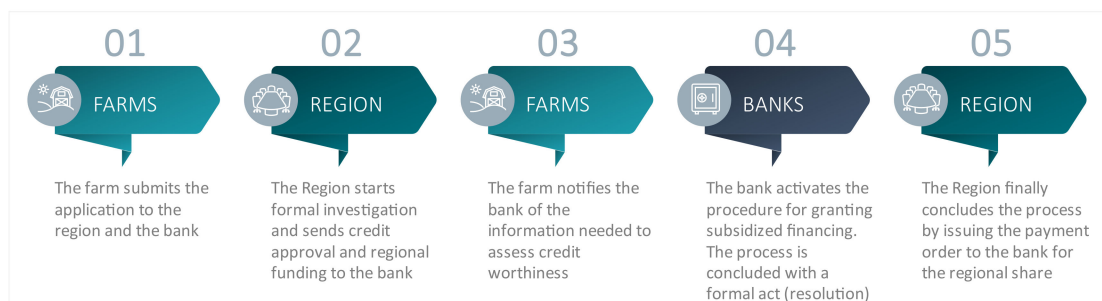 01
FARMS
The farm submits the
application to the
region and the bank
02
REGION
The Region starts
formal investigation
and sends credit
approval and regional
funding to the bank
03
FARMS
The farm notifies the
bank of the
information needed to
assess credit
worthiness
04
BANKS
The bank activates the
procedure for granting
subsidized financing.
The process is
concluded with a
formal act (resolution)
05
REGION
The Region finally
concludes the process
by issuing the payment
order to the bank for
the regional share